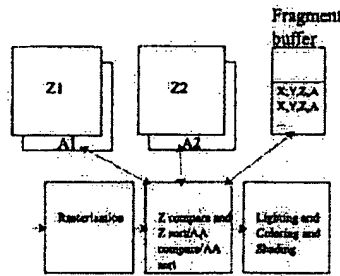 Fragment
buffer
Z1
Z2
X,Y,Z,A
X,Y,Z,A
A1
A2
Rasterization
Z compare and
Z sort/AA
compare/AA
sort
Lighting and
Coloring and
Shading